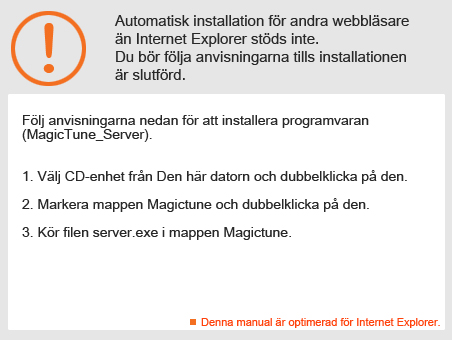 Automatisk installation för andra webbläsare
än Internet Explorer stöds inte.
Du bör följa anvisningarna tills installationen
är slutförd.
Följ anvisningarna nedan för att installera programvaran
(MagicTune_Server).
1. Välj CD-enhet från Den här datorn och dubbelklicka på den.
2. Markera mappen Magictune och dubbelklicka på den.
3. Kör filen server.exe i mappen Magictune.
Denna manual är optimerad för Internet Explorer.